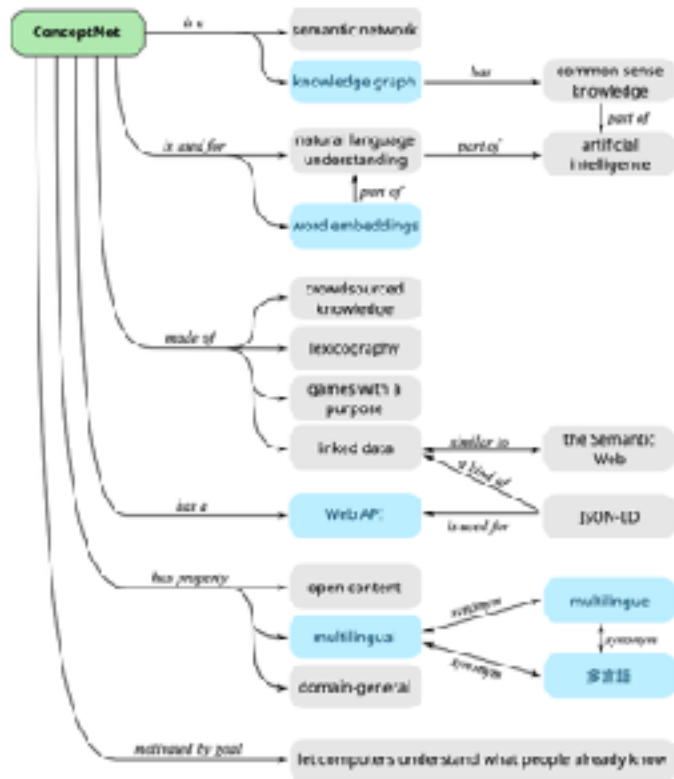 ConceptNet
is a
semantic network
knowledge graph
has
common sense
knowledge
part of
is used for
natural language
understanding
part of
artificial
intelligence
part of
word embeddings
crowdsourced
knowledge
made of
lexicography
games with a
purpose
linked data
similar to
the Semantic
Web
a kind of
has a
Web API
is used for
JSON-LD
has property
open content
synonym
multilingue
multilingual
synonym
synonym
多言語
domain-general
motivated by goal
let computers understand what people already know